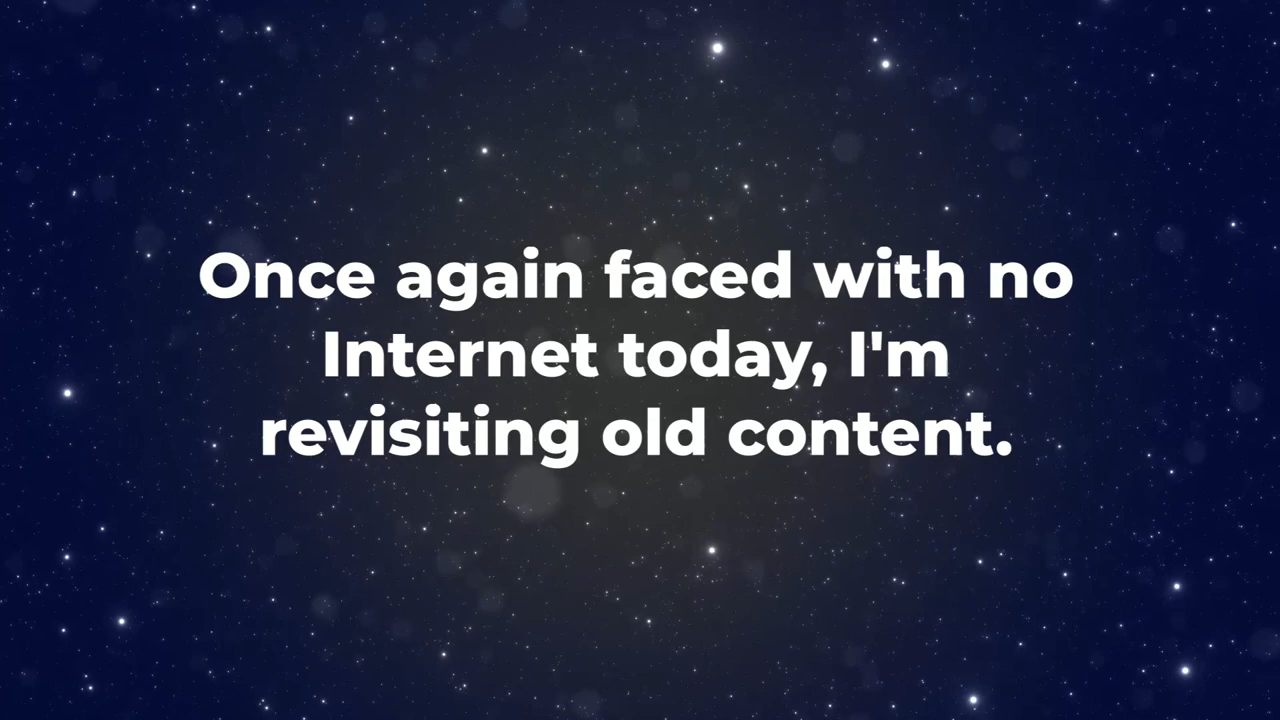 Once again faced with no
Internet today, I'm
revisiting old content.